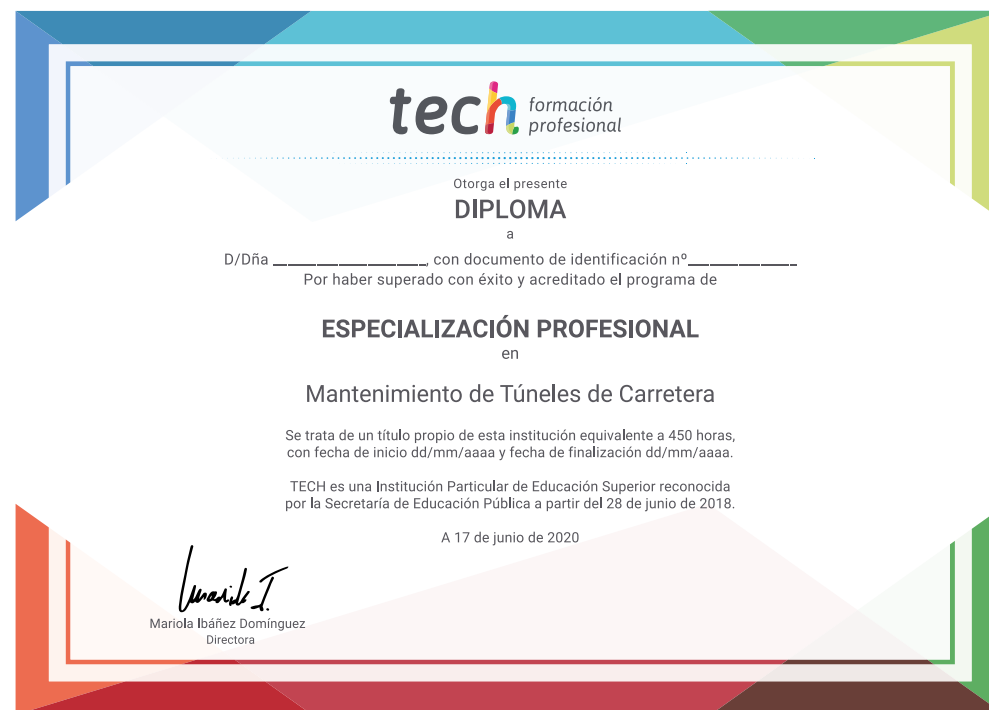 tech formación
profesional
Otorga el presente
DIPLOMA
a
D/Dña ____________________, con documento de identificación nº______________
Por haber superado con éxito y acreditado el programa de
ESPECIALIZACIÓN PROFESIONAL
en
Mantenimiento de Túneles de Carretera
Se trata de un título propio de esta institución equivalente a 450 horas,
con fecha de inicio dd/mm/aaaa y fecha de finalización dd/mm/aaaa.
TECH es una Institución Particular de Educación Superior reconocida
por la Secretaría de Educación Pública a partir del 28 de junio de 2018.
A 17 de junio de 2020
Mariola Ibáñez Domínguez
Directora